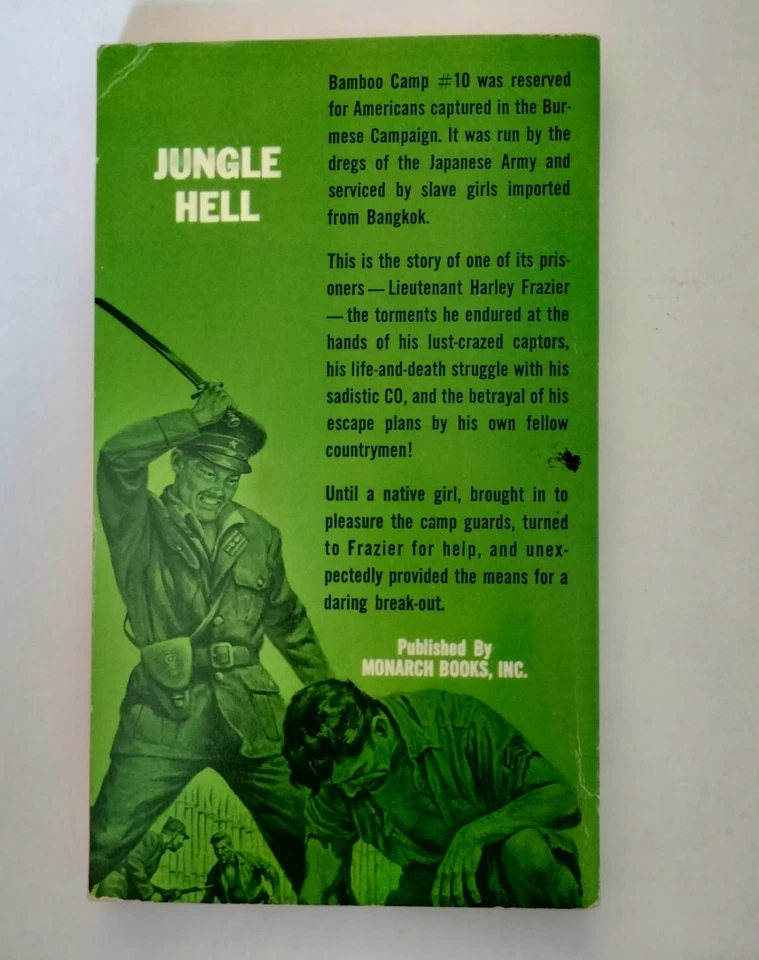 JUNGLE
HELL
Bamboo Camp #10 was reserved
for Americans captured in the Bur-
mese Campaign. It was run by the
dregs of the Japanese Army and
serviced by slave girls imported
from Bangkok.
This is the story of one of its pris-
oners — Lieutenant Harley Frazier
— the torments he endured at the
hands of his lust-crazed captors,
his life-and-death struggle with his
sadistic CO, and the betrayal of his
escape plans by his own fellow
countrymen!
Until a native girl, brought in to
pleasure the camp guards, turned
to Frazier for help, and unex-
pectedly provided the means for a
daring break-out.
Published By
MONARCH BOOKS, INC.